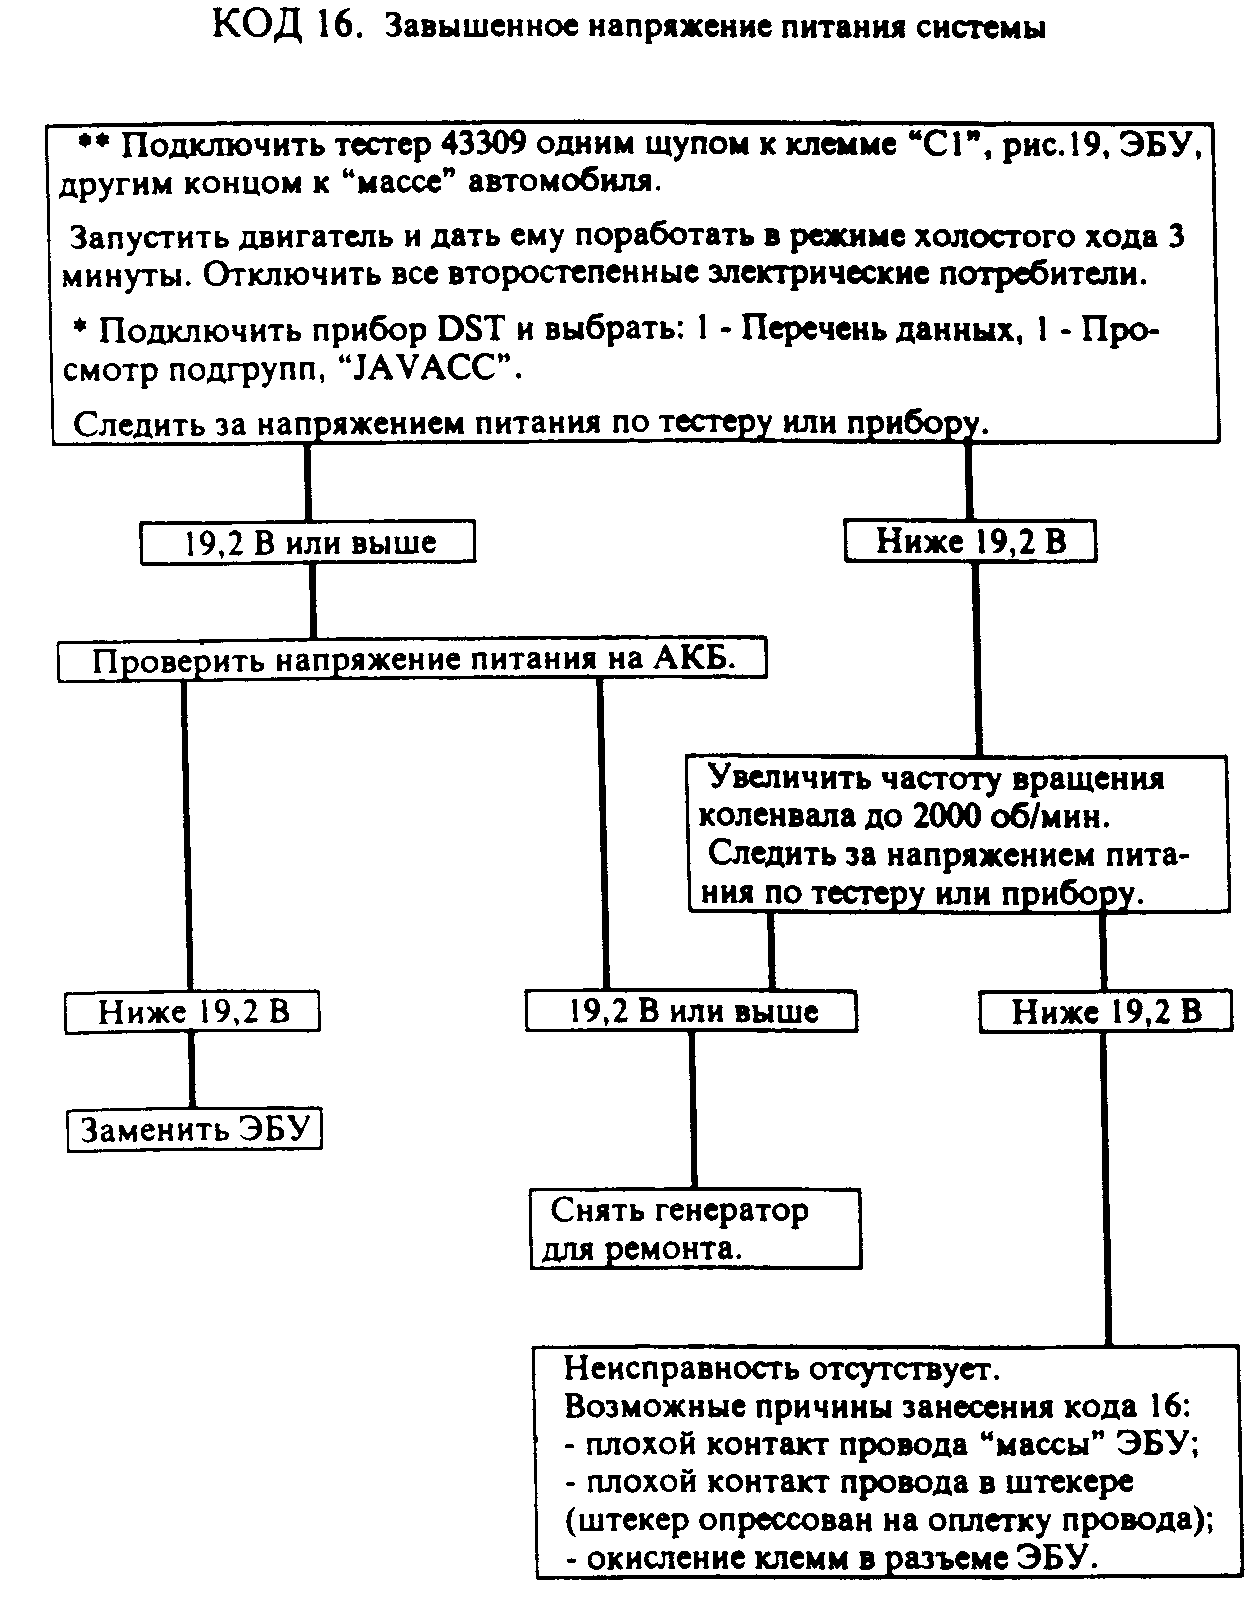 КОД 16. Завышенное напряжение питания системы
** Подключить тестер 43309 одним щупом к клемме “С1”, рис.19, ЭБУ,
другим концом к “массе” автомобиля.
Запустить двигатель и дать ему поработать в режиме холостого хода 3
минуты. Отключить все второстепенные электрические потребители.
* Подключить прибор DST и выбрать: 1 - Перечень данных, 1 - Про-
смотр подгрупп, “JAVACC”.
Следить за напряжением питания по тестеру или прибору.
19,2 В или выше
Ниже 19,2 В
Проверить напряжение питания на АКБ.
Увеличить частоту вращения
коленвала до 2000 об/мин.
Следить за напряжением пита-
ния по тестеру или прибору.
Ниже 19,2 В
19,2 В или выше
Ниже 19,2 В
Заменить ЭБУ
Снять генератор
для ремонта.
Неисправность отсутствует.
Возможные причины занесения кода 16:
- плохой контакт провода “массы” ЭБУ;
- плохой контакт провода в штекере
(штекер опрессован на оплетку провода);
- окисление клемм в разъеме ЭБУ.